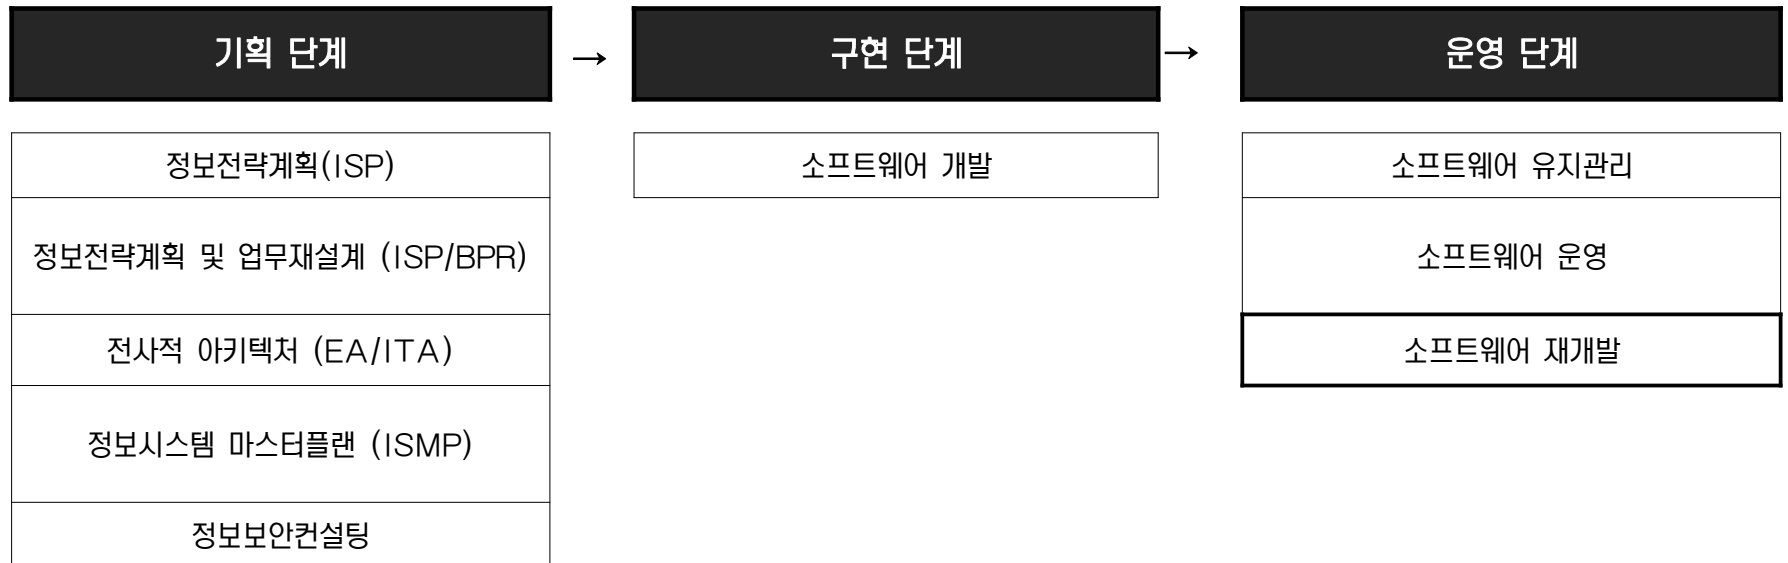 기획 단계
→
구현 단계
→
운영 단계
정보전략계획(ISP)
정보전략계획 및 업무재설계 (ISP/BPR)
전사적 아키텍처 (EA/ITA)
정보시스템 마스터플랜 (ISMP)
정보보안컨설팅
소프트웨어 개발
소프트웨어 유지관리
소프트웨어 운영
소프트웨어 재개발